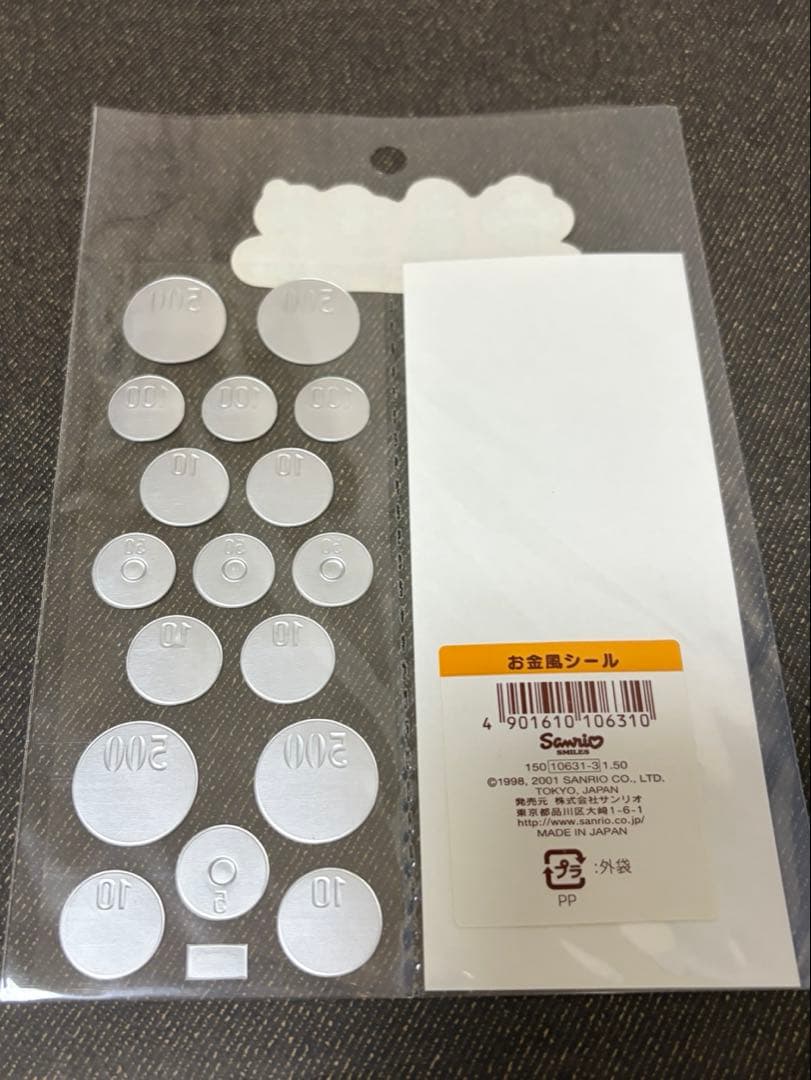 500 500
100 100 100
10 10
50 50 50
10 10
500 500
5
10 10
お金風シール
4 901610 106310
Sanrio
SMILES
150 10631-3 1.50
©1998, 2001 SANRIO CO., LTD.
TOKYO, JAPAN
発売元 株式会社サンリオ
東京都品川区大崎1-6-1
http://www.sanrio.co.jp/
MADE IN JAPAN
プラ :外袋
PP